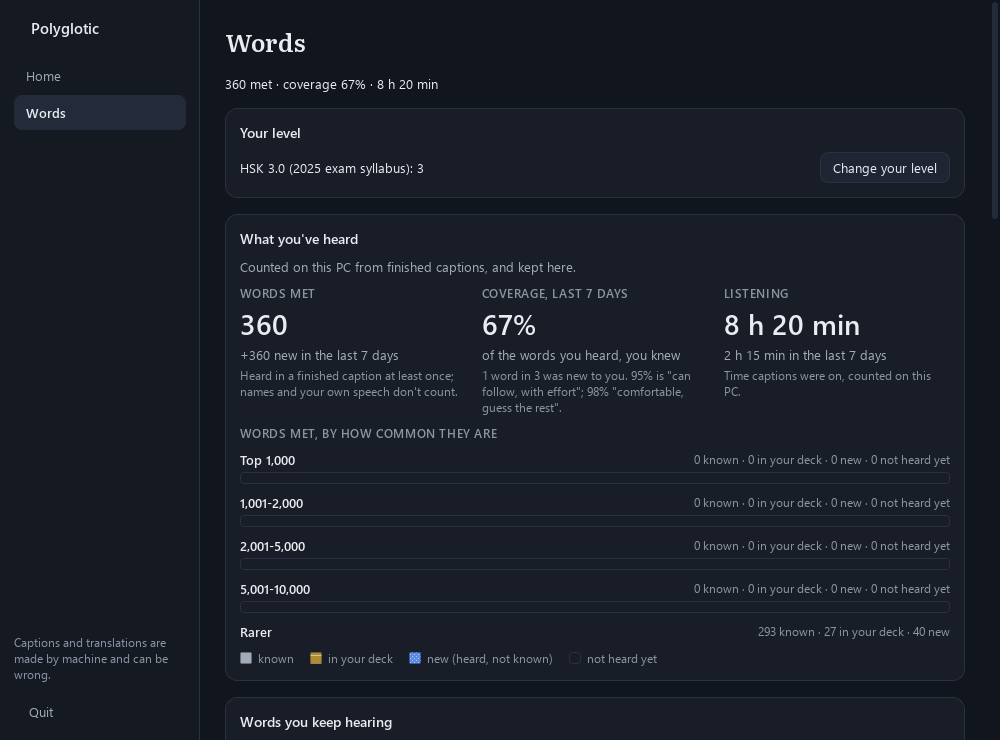 Polyglotic
Home
Words
Captions and translations are
made by machine and can be
wrong.
Quit
Words
360 met · coverage 67% · 8 h 20 min
Your level
HSK 3.0 (2025 exam syllabus): 3
Change your level
What you've heard
Counted on this PC from finished captions, and kept here.
WORDS MET
360
+360 new in the last 7 days
Heard in a finished caption at least once;
names and your own speech don't count.
COVERAGE, LAST 7 DAYS
67%
of the words you heard, you knew
1 word in 3 was new to you. 95% is "can
follow, with effort"; 98% "comfortable,
guess the rest".
LISTENING
8 h 20 min
2 h 15 min in the last 7 days
Time captions were on, counted on this
PC.
WORDS MET, BY HOW COMMON THEY ARE
Top 1,000
0 known · 0 in your deck · 0 new · 0 not heard yet
1,001-2,000
0 known · 0 in your deck · 0 new · 0 not heard yet
2,001-5,000
0 known · 0 in your deck · 0 new · 0 not heard yet
5,001-10,000
0 known · 0 in your deck · 0 new · 0 not heard yet
Rarer
293 known · 27 in your deck · 40 new
known
in your deck
new (heard, not known)
not heard yet
Words you keep hearing